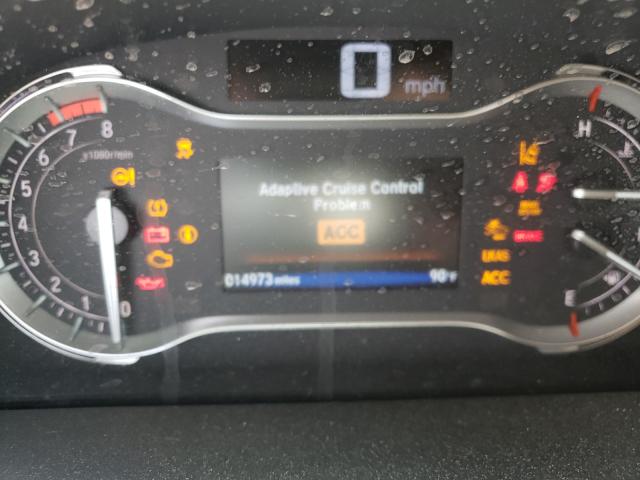 0 mph
8
7
6
5
4
3
2
1
0
x1000r/min
Adaptive Cruise Control
Problem
ACC
014973 miles
90°F
H
E
BRAKE
LKAS
ACC